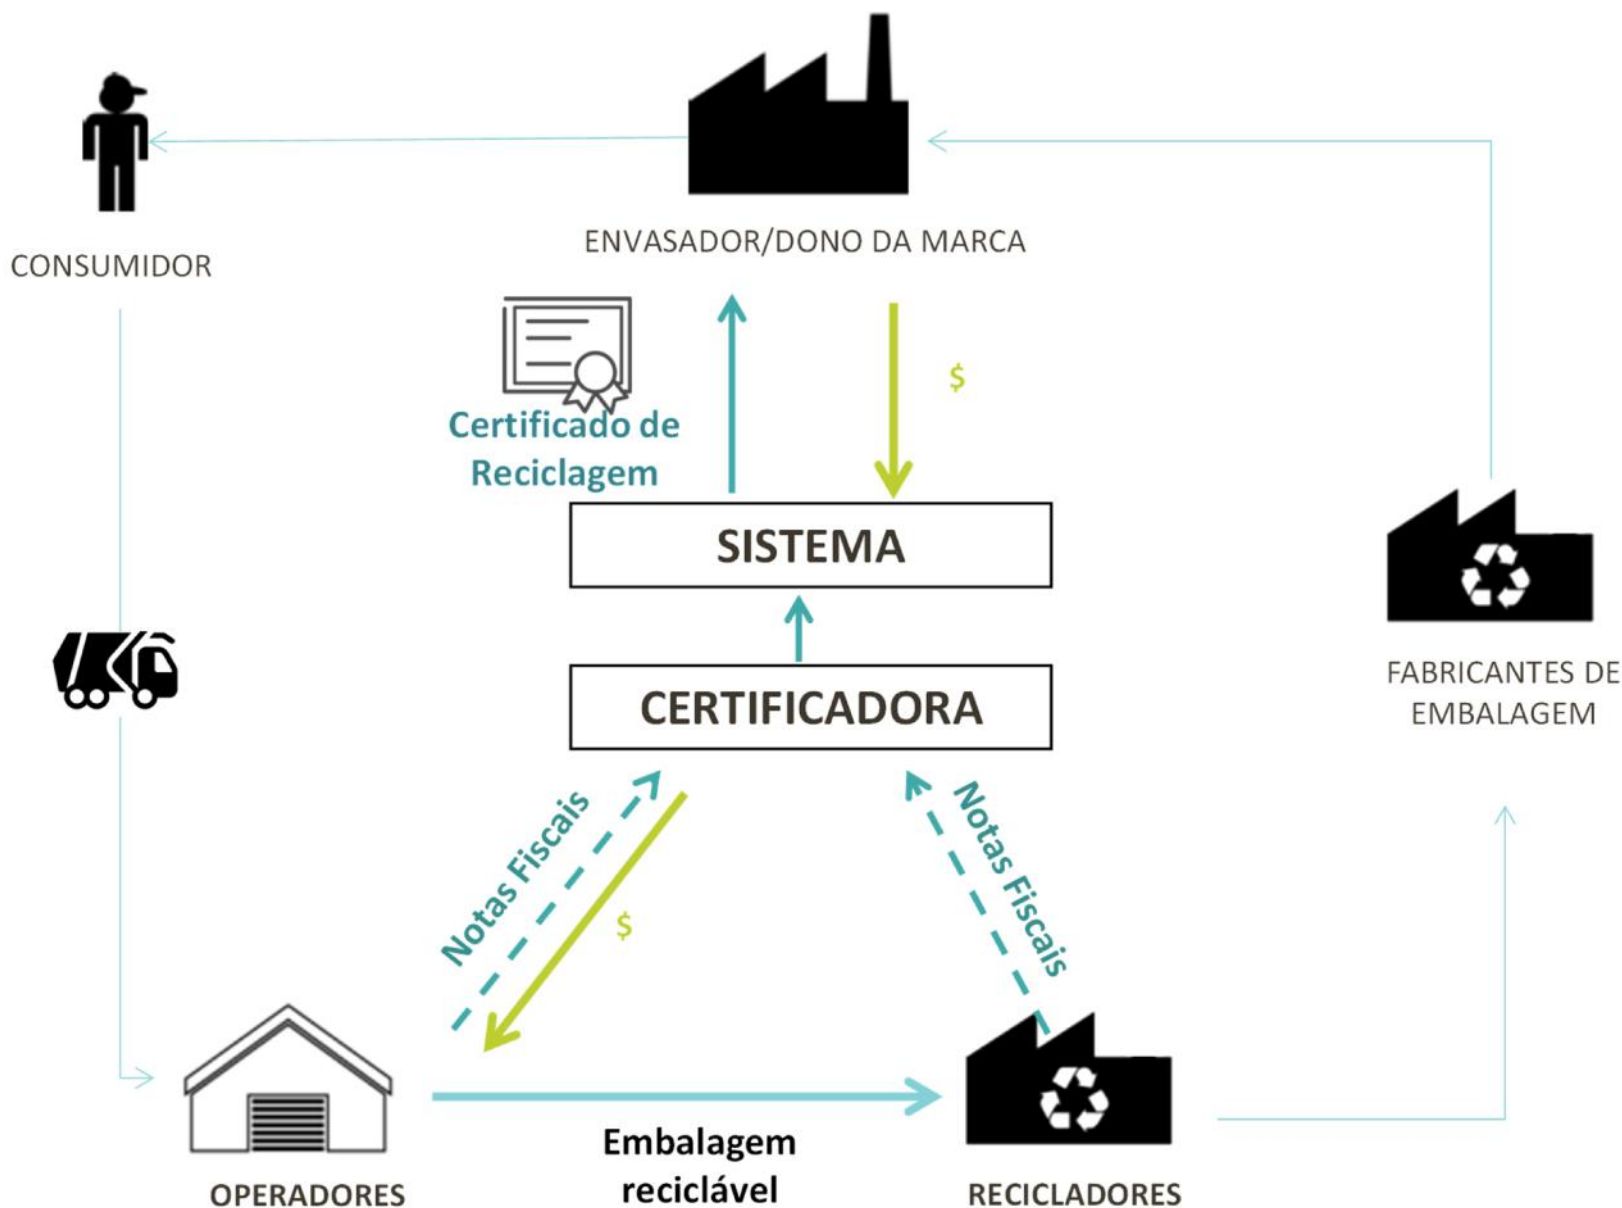 ENVASADOR/DONO DA MARCA
CONSUMIDOR
$
Certificado de
Reciclagem
SISTEMA
FABRICANTES DE
EMBALAGEM
CERTIFICADORA
Notas Fiscais
$
Notas Fiscais
Embalagem
reciclável
OPERADORES
RECICLADORES